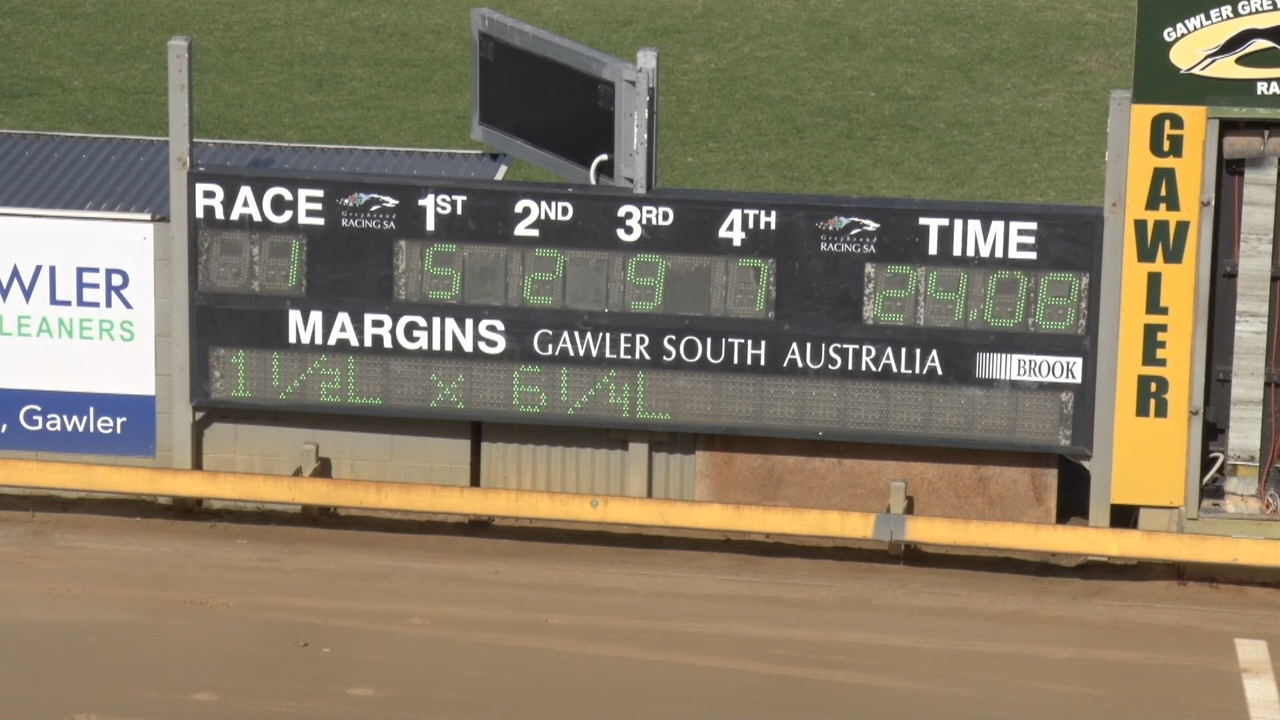 GAWLER GREY
RA
GAWLER
RACE Greyhound RACING SA 1ST 2ND 3RD 4TH Greyhound RACING SA TIME
1 5 2 9 7 24.08
MARGINS GAWLER SOUTH AUSTRALIA BROOK
1 1/2L x 6 1/4L
WLER
LEANERS
, Gawler